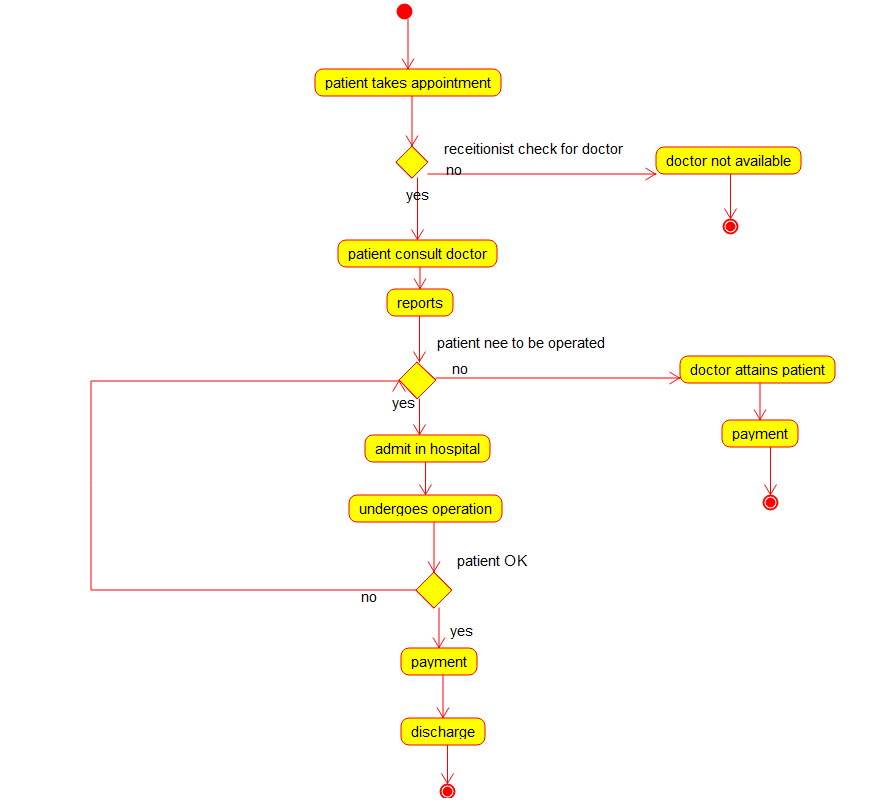 patient takes appointment
receitionist check for doctor
no
doctor not available
yes
patient consult doctor
reports
patient nee to be operated
no
doctor attains patient
yes
payment
admit in hospital
undergoes operation
patient OK
no
yes
payment
discharge